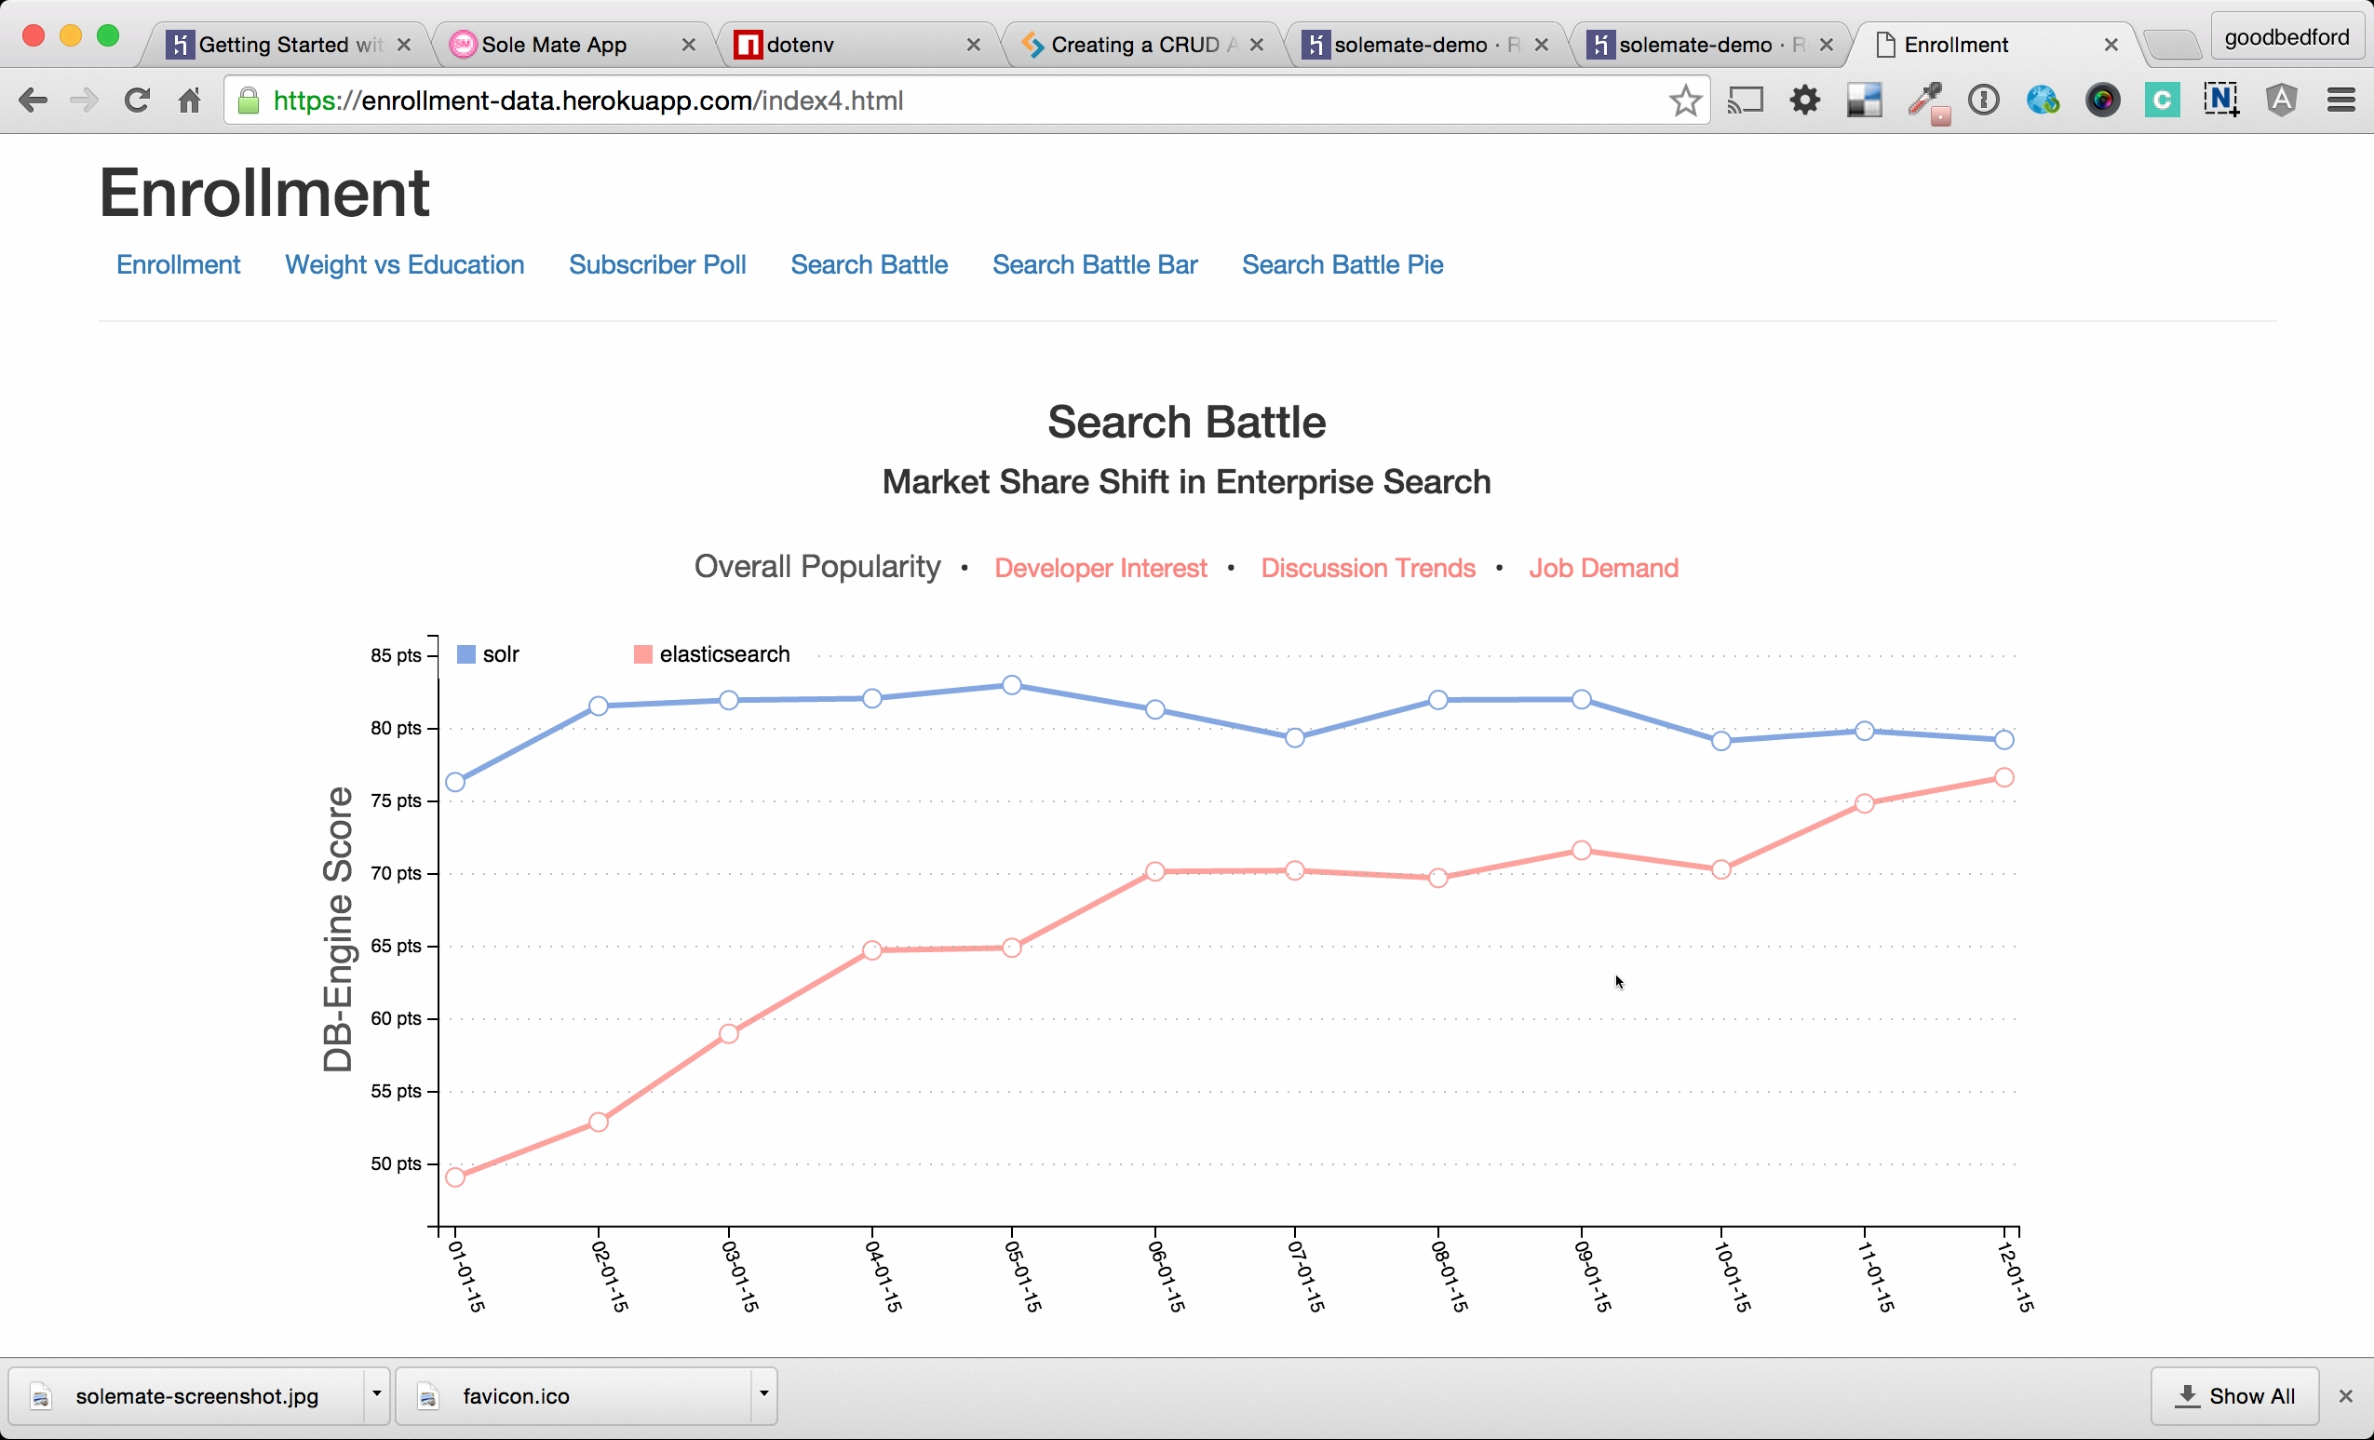 Getting Started wit
Sole Mate App
dotenv
Creating a CRUD A
solemate-demo · R
solemate-demo · R
Enrollment
goodbedford
https://enrollment-data.herokuapp.com/index4.html
Enrollment
Enrollment Weight vs Education Subscriber Poll Search Battle Search Battle Bar Search Battle Pie
Search Battle
Market Share Shift in Enterprise Search
Overall Popularity • Developer Interest • Discussion Trends • Job Demand
solr elasticsearch
85 pts
80 pts
75 pts
70 pts
65 pts
60 pts
55 pts
50 pts
DB-Engine Score
01-01-15
02-01-15
03-01-15
04-01-15
05-01-15
06-01-15
07-01-15
08-01-15
09-01-15
10-01-15
11-01-15
12-01-15
solemate-screenshot.jpg
favicon.ico
Show All